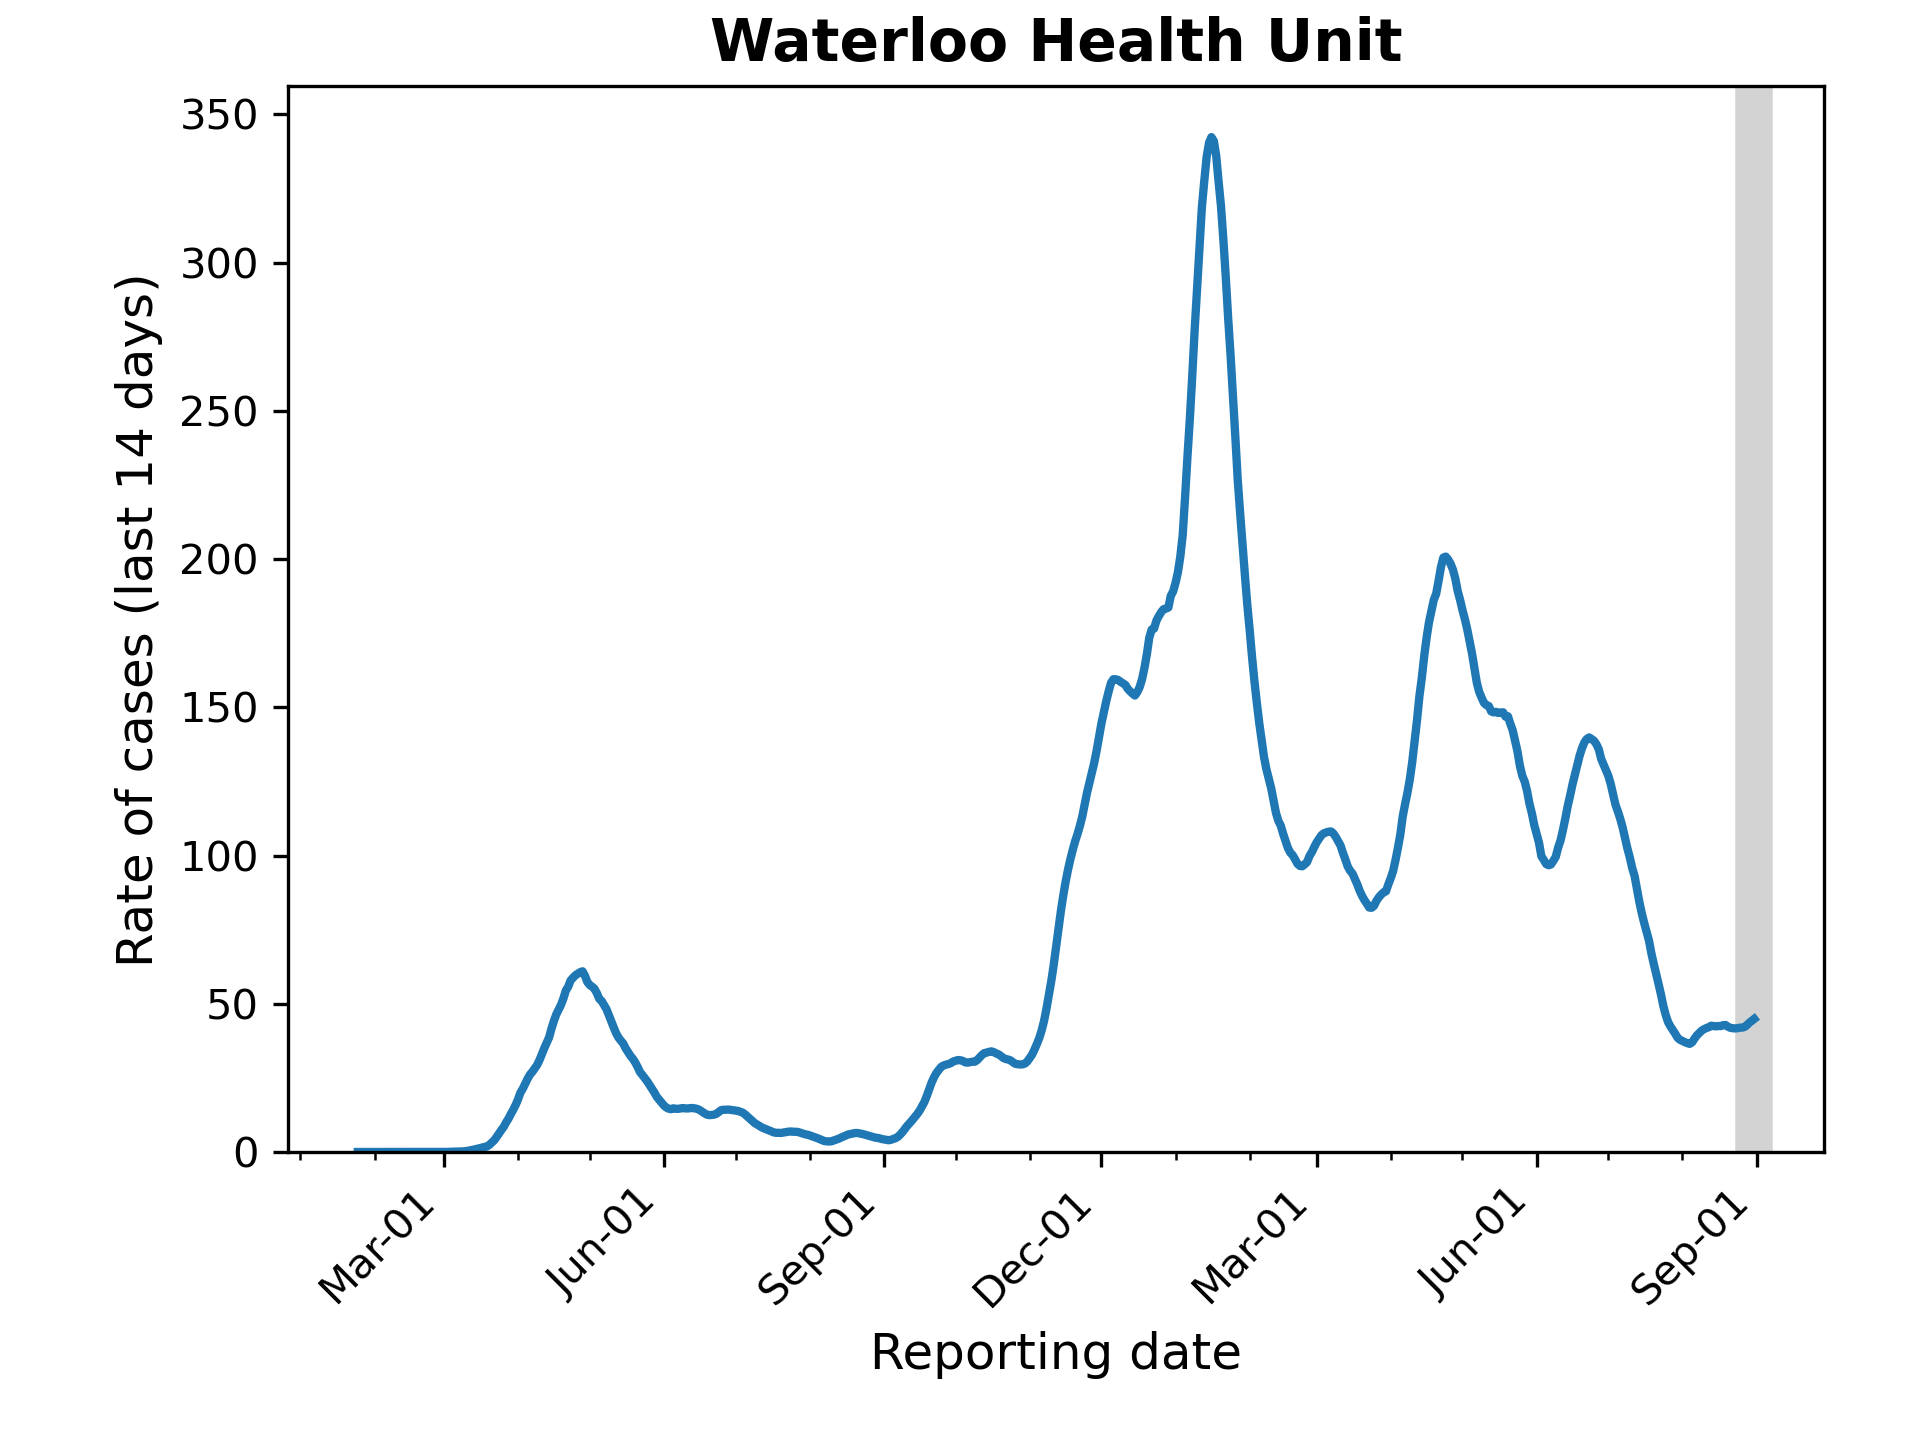 Waterloo Health Unit
Rate of cases (last 14 days)
350
300
250
200
150
100
50
0
Mar-01
Jun-01
Sep-01
Dec-01
Mar-01
Jun-01
Sep-01
Reporting date